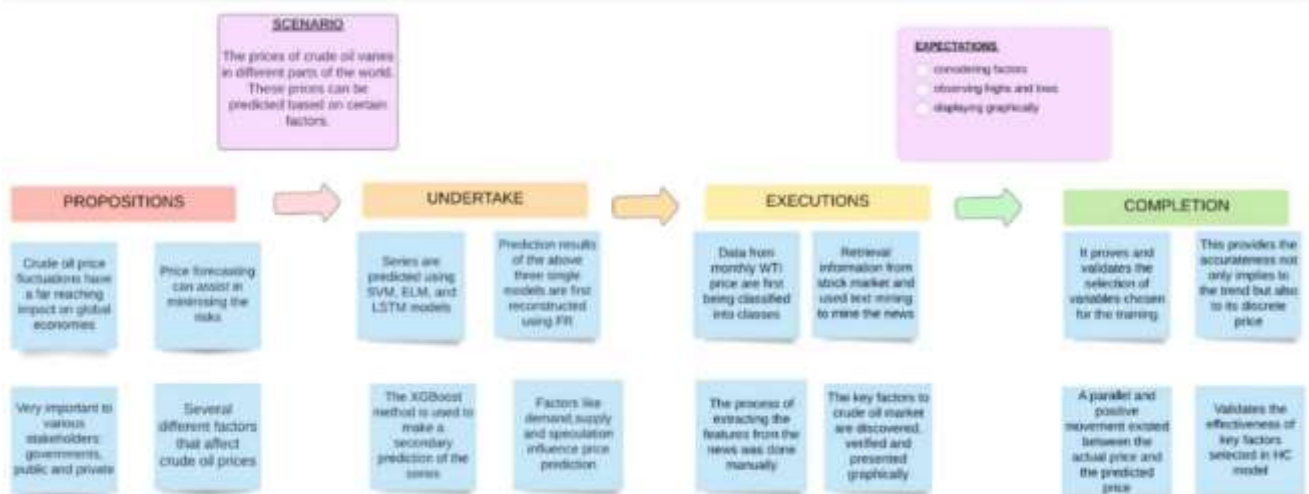 SCENARIO
The prices of crude oil varies
in different parts of the world.
These prices can be
predicted based on certain
factors.
EXPECTATIONS
considering factors
observing highs and lows
displaying graphically
PROPOSITIONS
UNDERTAKE
EXECUTIONS
COMPLETION
Crude oil price
fluctuations have
a far reaching
impact on global
economies
Price forecasting
can assist in
minimising the
risks
Series are
predicted using
SVM, ELM, and
LSTM models
Prediction results
of the above
three single
models are first
reconstructed
using FR
Data from
monthly WTI
price are first
being classified
into classes
Retrieval
information from
stock market and
used text mining
to mine the news
It proves and
validates the
selection of
variables chosen
for the training
This provides the
accurateness not
only implies to
the trend but also
to its discrete
price
Very important to
various
stakeholders:
governments,
public and private
Several
different factors
that affect
crude oil prices
The XGBoost
method is used to
make a
secondary
prediction of the
series
Factors like
demand,supply
and speculation
influence price
prediction
The process of
extracting the
features from the
news was done
manually
The key factors to
crude oil market
are discovered,
verified and
presented
graphically
A parallel and
positive
movement existed
between the
actual price and
the predicted
price
Validates the
effectiveness of
key factors
selected in HC
model